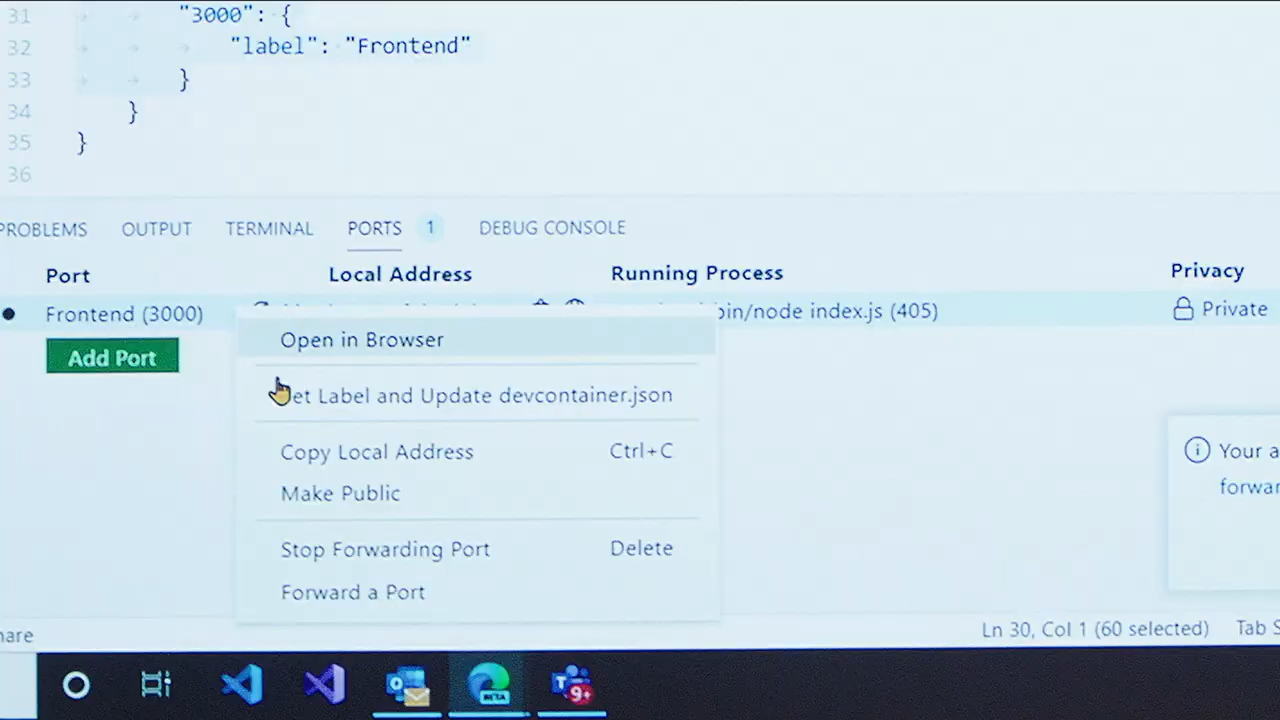 31 "3000": {
32 "label": "Frontend"
33 }
34 }
35 }
36
PROBLEMS OUTPUT TERMINAL PORTS 1 DEBUG CONSOLE
Port Local Address Running Process Privacy
Frontend (3000) bin/node index.js (405) Private
Add Port
Open in Browser
et Label and Update devcontainer.json
Copy Local Address Ctrl+C
Make Public
Stop Forwarding Port Delete
Forward a Port
Your a
forwar
hare
Ln 30, Col 1 (60 selected) Tab S
BETA
T 9+